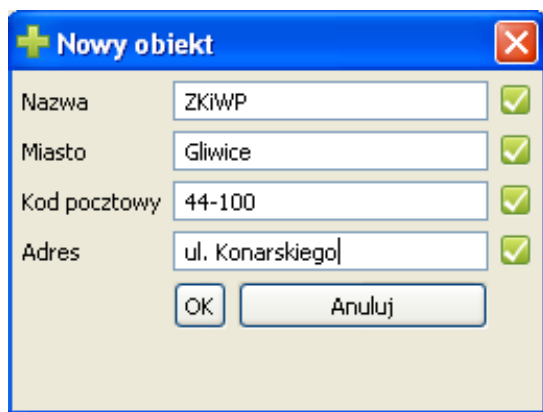 Nowy obiekt
Nazwa ZKiWP
Miasto Gliwice
Kod pocztowy 44-100
Adres ul. Konarskiego
OK Anuluj